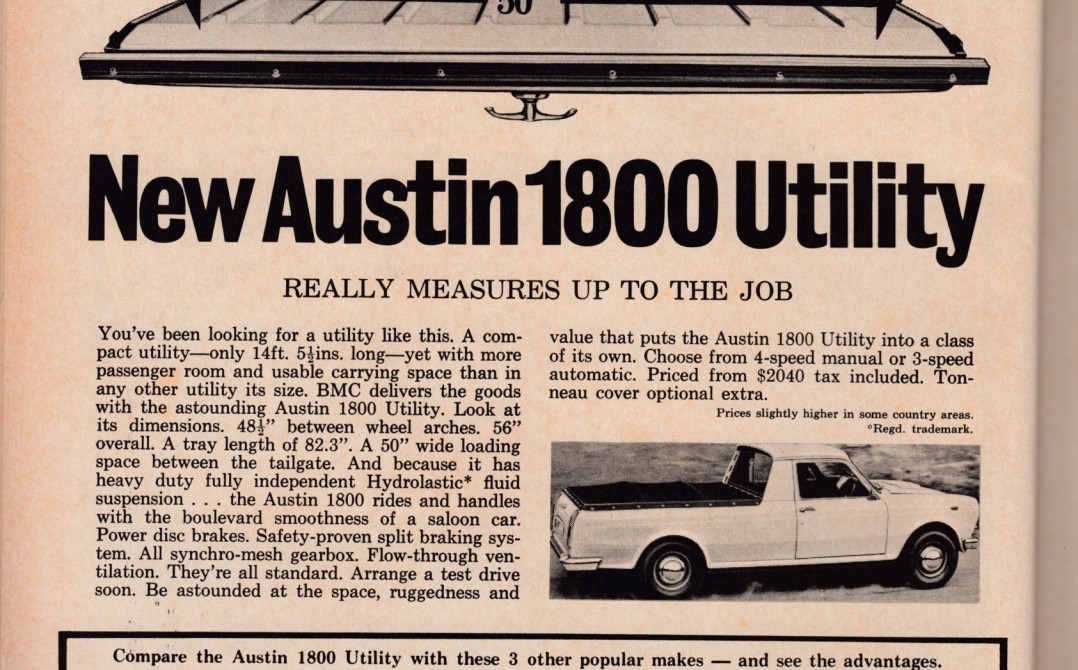 50
New Austin 1800 Utility
REALLY MEASURES UP TO THE JOB
You've been looking for a utility like this. A com-
pact utility—only 14ft. 5½ins. long—yet with more
passenger room and usable carrying space than in
any other utility its size. BMC delivers the goods
with the astounding Austin 1800 Utility. Look at
its dimensions. 48½” between wheel arches. 56”
overall. A tray length of 82.3”. A 50” wide loading
space between the tailgate. And because it has
heavy duty fully independent Hydrolastic* fluid
suspension . . . the Austin 1800 rides and handles
with the boulevard smoothness of a saloon car.
Power disc brakes. Safety-proven split braking sys-
tem. All synchro-mesh gearbox. Flow-through ven-
tilation. They're all standard. Arrange a test drive
soon. Be astounded at the space, ruggedness and
value that puts the Austin 1800 Utility into a class
of its own. Choose from 4-speed manual or 3-speed
automatic. Priced from $2040 tax included. Ton-
neau cover optional extra.
Prices slightly higher in some country areas.
*Regd. trademark.
Compare the Austin 1800 Utility with these 3 other popular makes — and see the advantages.